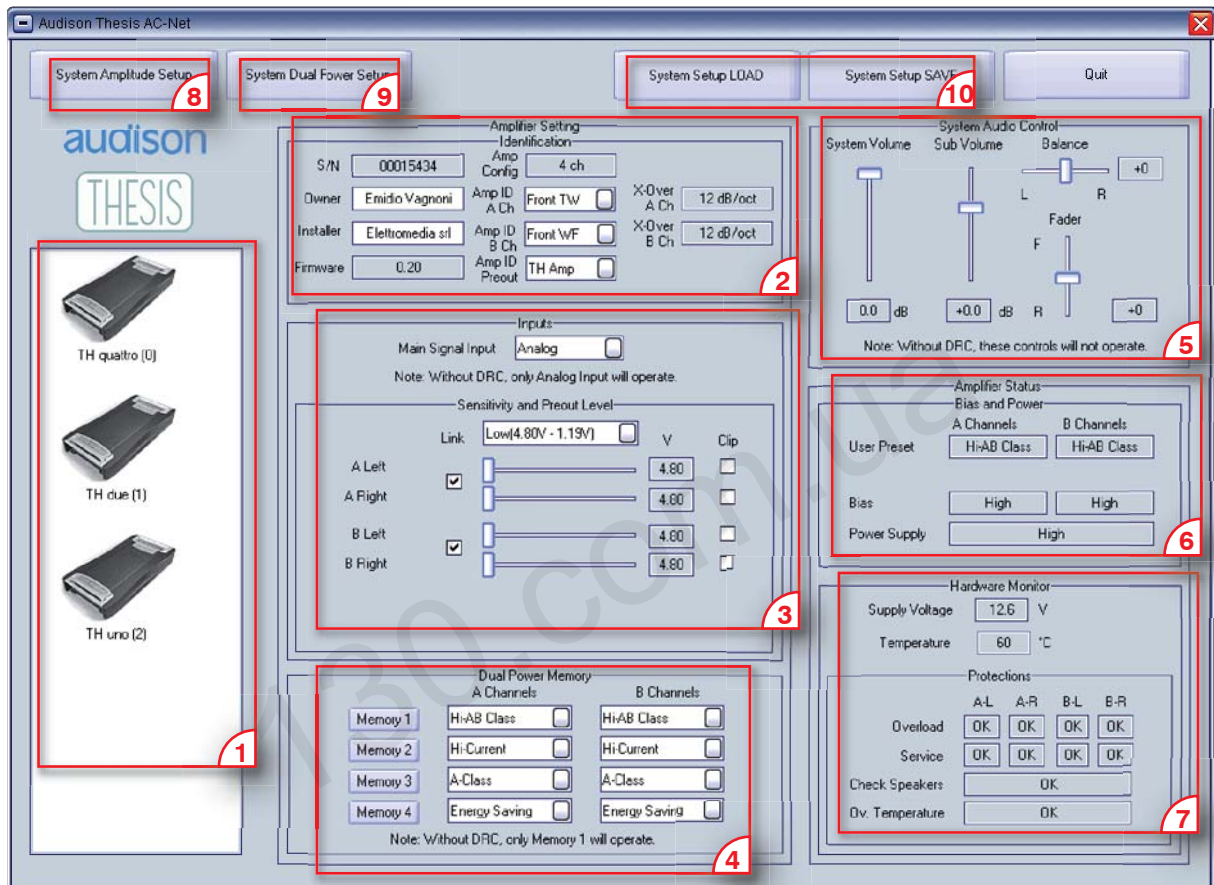 Audison Thesis AC-Net
System Amplitude Setup
8
System Dual Power Setup
9
System Setup LOAD
System Setup SAVE
10
Quit
audison
THESIS
TH quattro (0)
TH due (1)
TH uno (2)
1
Amplifier Setting
Identification
S/N 00015434 Amp Config 4 ch
Owner Emidio Vagnoni Amp ID A Ch Front TW X-Over A Ch 12 dB/oct
Installer Elettromedia srl Amp ID B Ch Front WF X-Over B Ch 12 dB/oct
Firmware 0.20 Amp ID Preout TH Amp
2
Inputs
Main Signal Input Analog
Note: Without DRC, only Analog Input will operate.
Sensitivity and Preout Level
Link Low(4.80V - 1.19V) V Clip
A Left 4.80
A Right 4.80
B Left 4.80
B Right 4.80
3
Dual Power Memory
A Channels B Channels
Memory 1 Hi-AB Class Hi-AB Class
Memory 2 Hi-Current Hi-Current
Memory 3 A-Class A-Class
Memory 4 Energy Saving Energy Saving
Note: Without DRC, only Memory 1 will operate.
4
System Audio Control
System Volume Sub Volume Balance
+0
L R
Fader
F
0.0 dB +0.0 dB R +0
Note: Without DRC, these controls will not operate.
5
Amplifier Status
Bias and Power
A Channels B Channels
User Preset Hi-AB Class Hi-AB Class
Bias High High
Power Supply High
6
Hardware Monitor
Supply Voltage 12.6 V
Temperature 60 °C
Protections
A-L A-R B-L B-R
Overload OK OK OK OK
Service OK OK OK OK
Check Speakers OK
Ov. Temperature OK
7
130.com.ua